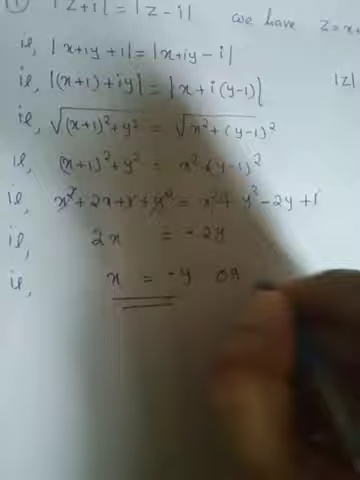 (1) |z+1| = |z-i| we have z = x+
ie, |x+iy+1| = |x+iy-i|
ie, |(x+1)+iy| = |x+i(y-1)| |z|
ie, √(x+1)²+y² = √x²+(y-1)²
ie, (x+1)²+y² = x²+(y-1)²
ie, x²+2x+1+y² = x²+y²-2y+1
ie, 2x = -2y
ie, x = -y or